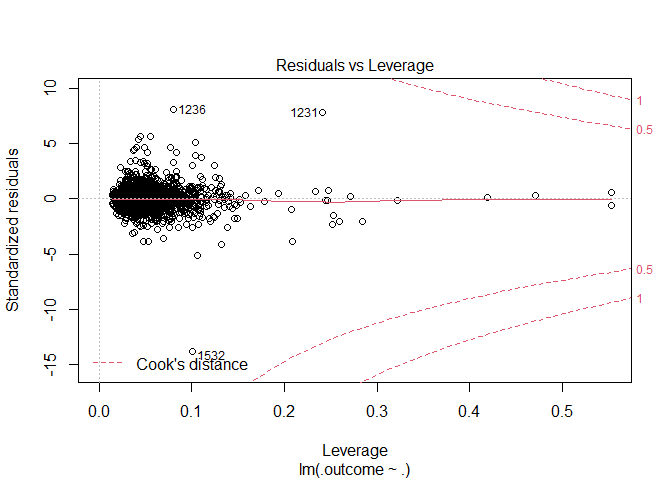 Residuals vs Leverage
Standardized residuals
10
5
0
-5
-10
-15
1236
1231
1532
1
0.5
0.5
1
Cook's distance
0.0 0.1 0.2 0.3 0.4 0.5
Leverage
lm(.outcome ~ .)